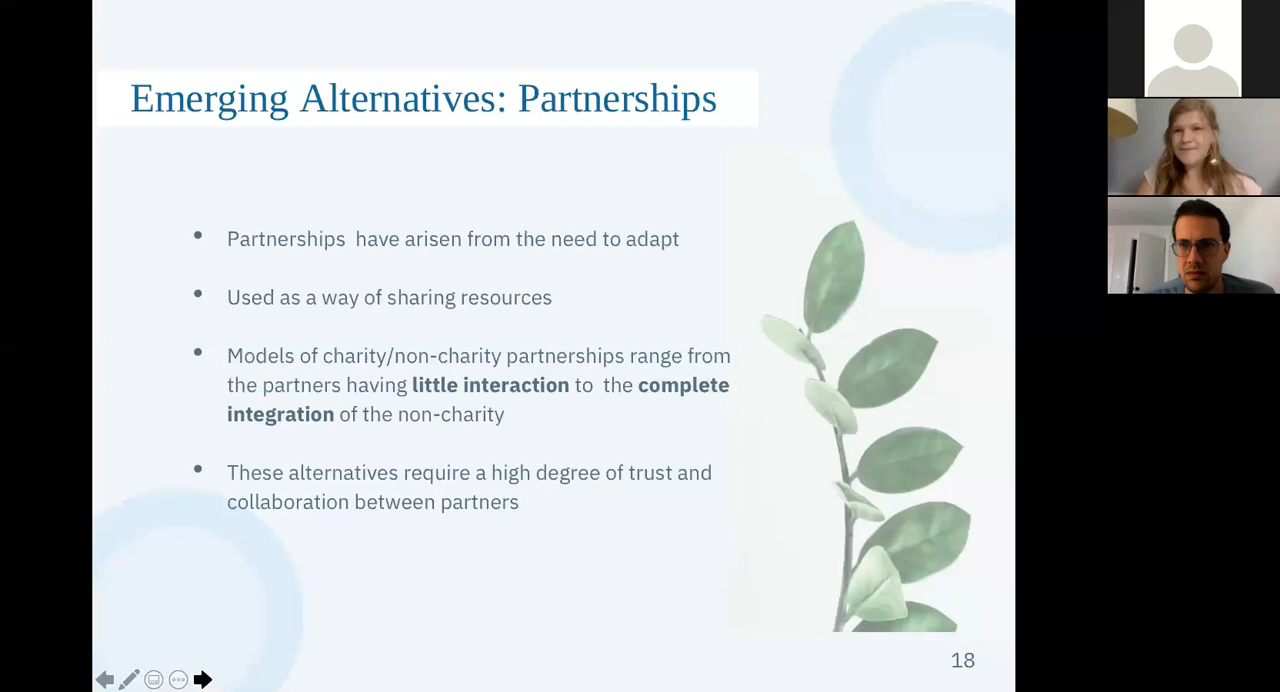 Emerging Alternatives: Partnerships
• Partnerships have arisen from the need to adapt
• Used as a way of sharing resources
• Models of charity/non-charity partnerships range from
the partners having little interaction to the complete
integration of the non-charity
• These alternatives require a high degree of trust and
collaboration between partners
18